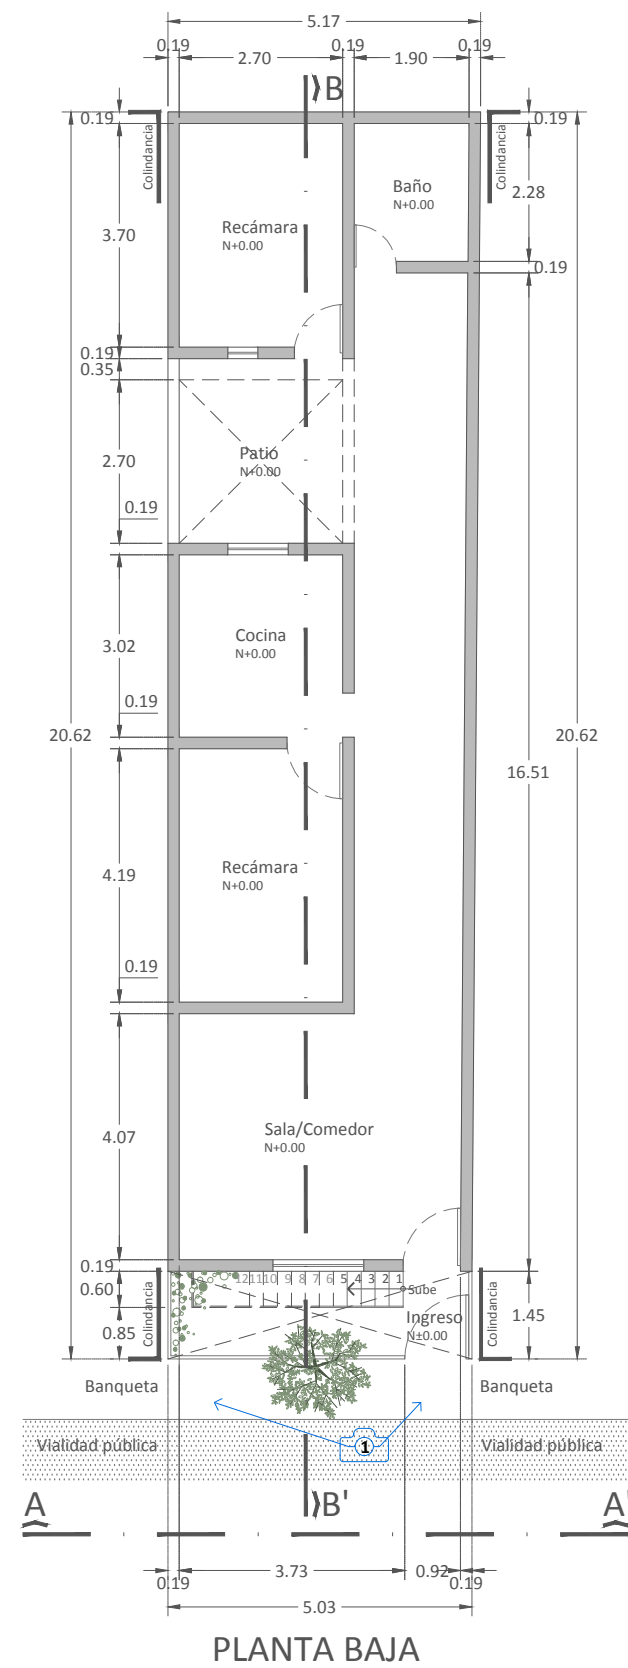 5.17
0.19
0.19
0.19
2.70
1.90
B
0.19
0.19
Colindancia
Colindancia
Baño
N+0.00
2.28
Recámara
N+0.00
3.70
0.19
0.19
0.35
Patio
N+0.00
2.70
0.19
Cocina
N+0.00
3.02
0.19
20.62
20.62
16.51
Recámara
N+0.00
4.19
0.19
Sala/Comedor
N+0.00
4.07
0.19
0.60
12 11 10 9 8 7 6 5 4 3 2 1
Sube
Colindancia
Colindancia
Ingreso
N±0.00
1.45
0.85
Banqueta
Banqueta
Vialidad pública
1
Vialidad pública
A
B'
A'
3.73
0.92
0.19
0.19
5.03
PLANTA BAJA